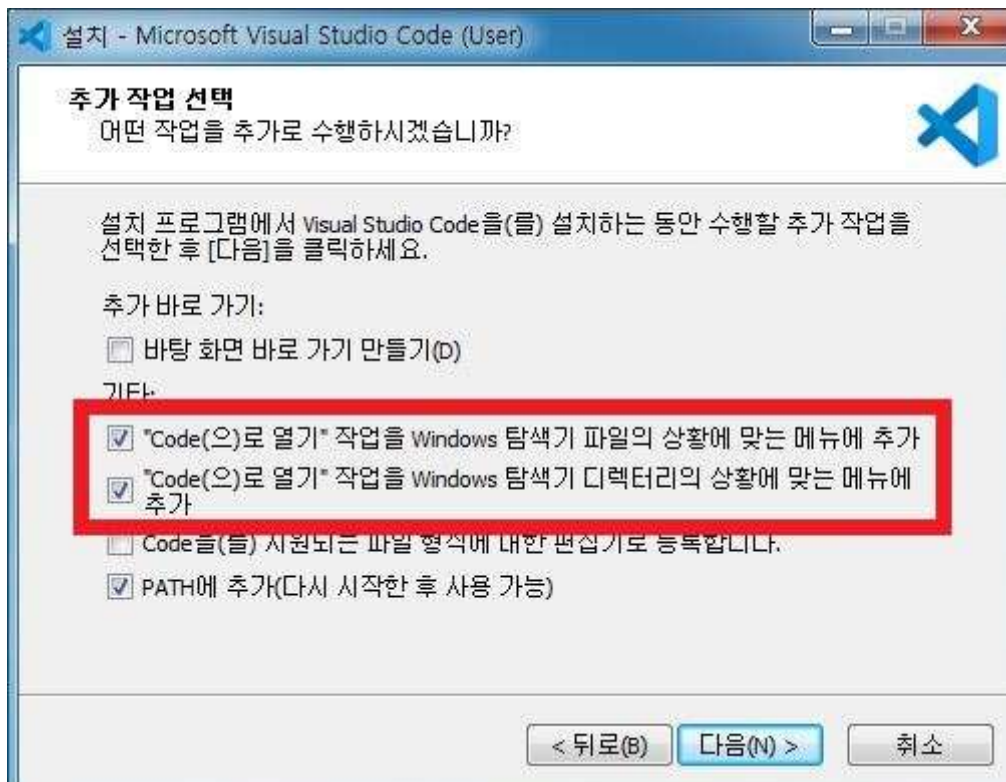 설치 - Microsoft Visual Studio Code (User)
추가 작업 선택
어떤 작업을 추가로 수행하시겠습니까?
설치 프로그램에서 Visual Studio Code을(를) 설치하는 동안 수행할 추가 작업을
선택한 후 [다음]을 클릭하세요.
추가 바로 가기:
바탕 화면 바로 가기 만들기(D)
기타:
"Code(으)로 열기" 작업을 Windows 탐색기 파일의 상황에 맞는 메뉴에 추가
"Code(으)로 열기" 작업을 Windows 탐색기 디렉터리의 상황에 맞는 메뉴에
추가
Code을(를) 지원되는 파일 형식에 대한 편집기로 등록합니다.
PATH에 추가(다시 시작한 후 사용 가능)
< 뒤로(B)
다음(N) >
취소